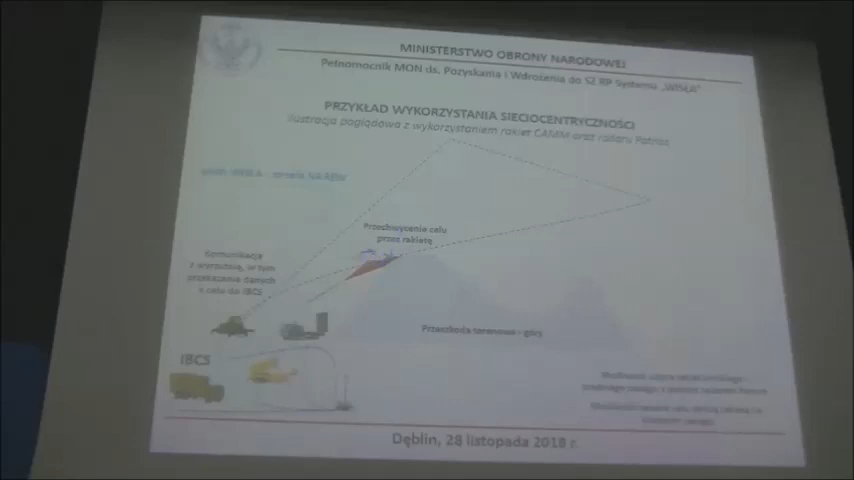 MINISTERSTWO OBRONY NARODOWEJ
Pełnomocnik MON ds. Pozyskania i Wdrożenia do SZ RP Systemu „WISŁA”
PRZYKŁAD WYKORZYSTANIA SIECIOCENTRYCZNOŚCI
Ilustracja poglądowa z wykorzystaniem rakiet CAMM oraz radaru Patriot
Przechwycenie celu
przez rakietę
Komunikacja
z wyrzutnią, w tym
przekazanie danych
o celu do IBCS
Przeszkoda terenowa - góry
IBCS
Dęblin, 28 listopada 2018 r.